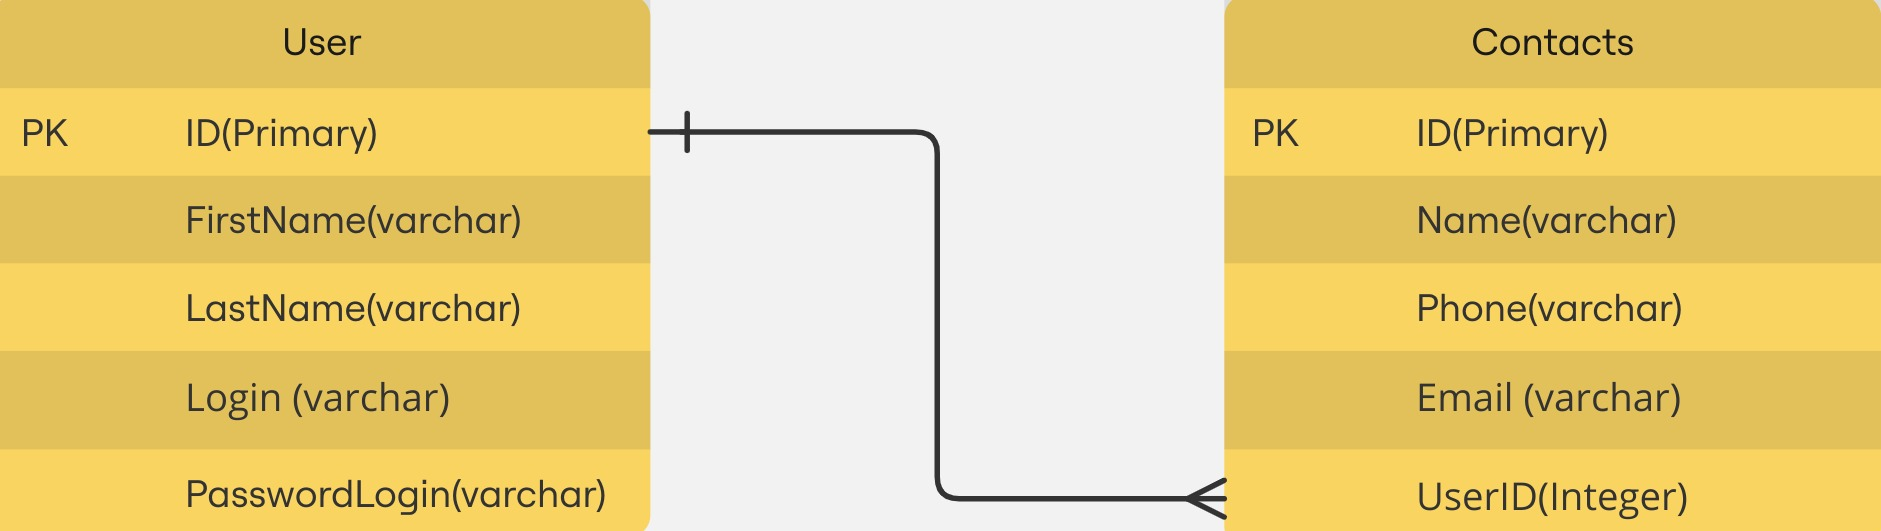 User
PK ID(Primary)
FirstName(varchar)
LastName(varchar)
Login (varchar)
PasswordLogin(varchar)
Contacts
PK ID(Primary)
Name(varchar)
Phone(varchar)
Email (varchar)
UserID(Integer)